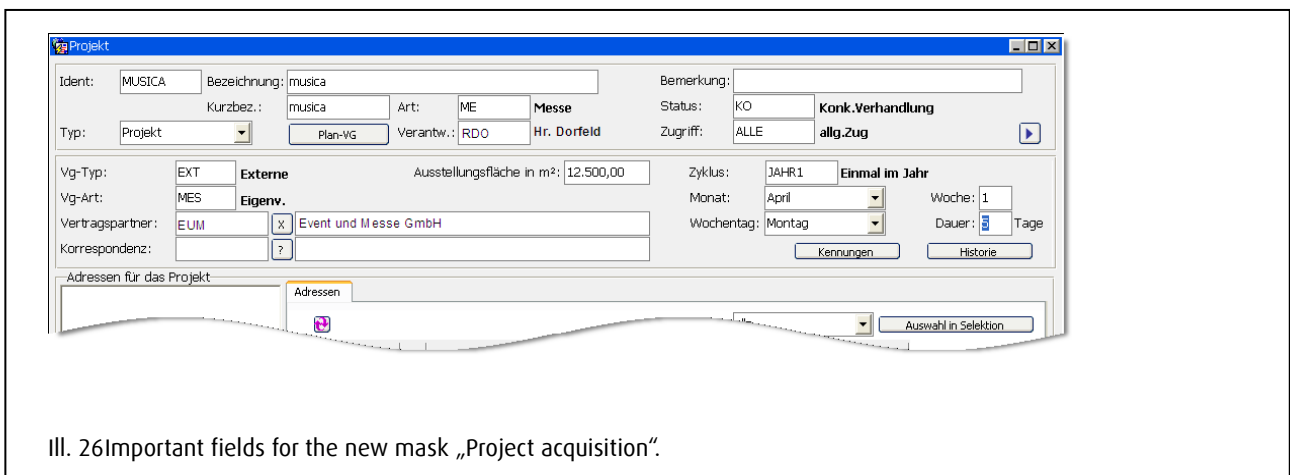 Projekt
Ident: MUSICA Bezeichnung: musica Bemerkung:
Kurzbez.: musica Art: ME Messe Status: KO Konk.Verhandlung
Typ: Projekt Plan-VG Verantw.: RDO Hr. Dorfeld Zugriff: ALLE allg.Zug
Vg-Typ: EXT Externe Ausstellungsfläche in m²: 12.500,00 Zyklus: JAHR1 Einmal im Jahr
Vg-Art: MES Eigenv. Monat: April Woche: 1
Vertragspartner: EUM X Event und Messe GmbH Wochentag: Montag Dauer: 5 Tage
Korrespondenz: ? Kennungen Historie
Adressen für das Projekt
Adressen
Auswahl in Selektion
Ill. 26Important fields for the new mask „Project acquisition“.